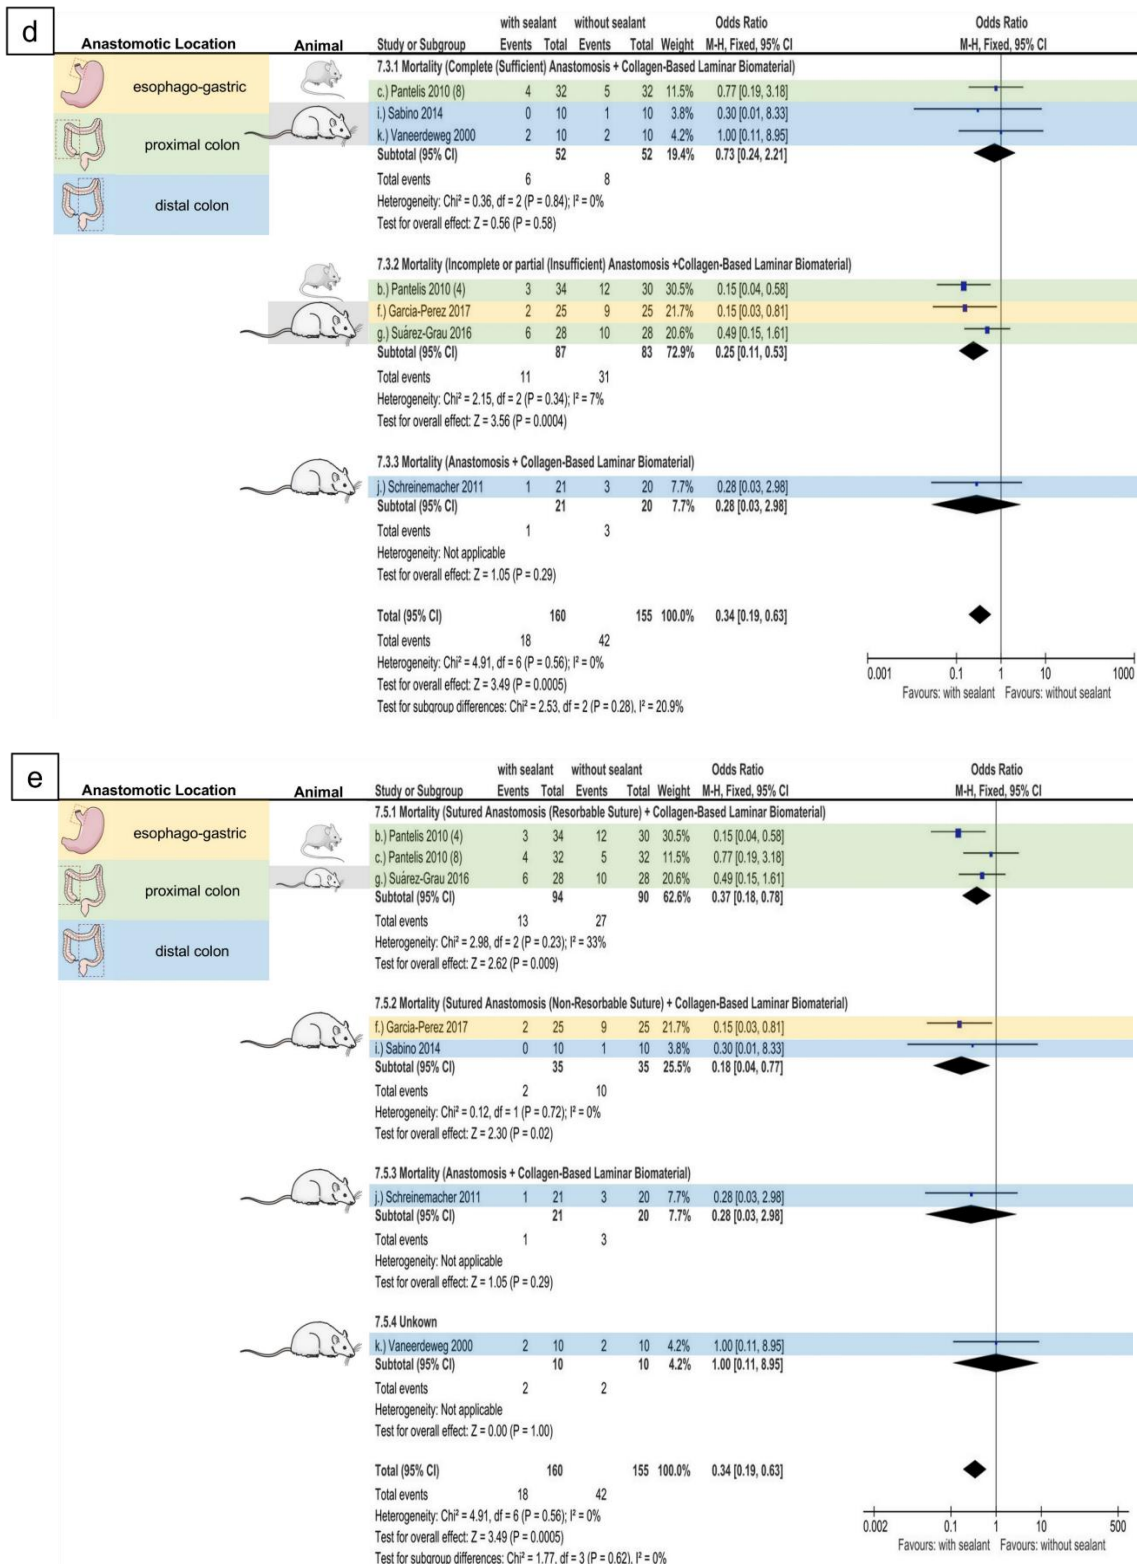 d
with sealant without sealant Odds Ratio Odds Ratio
Anastomotic Location Animal Study or Subgroup Events Total Events Total Weight M-H, Fixed, 95% CI M-H, Fixed, 95% CI
7.3.1 Mortality (Complete (Sufficient) Anastomosis + Collagen-Based Laminar Biomaterial)
esophago-gastric
proximal colon
distal colon
c.) Pantelis 2010 (8) 4 32 5 32 11.5% 0.77 [0.19, 3.18]
i.) Sabino 2014 0 10 1 10 3.8% 0.30 [0.01, 8.33]
k.) Vaneerdeweg 2000 2 10 2 10 4.2% 1.00 [0.11, 8.95]
Subtotal (95% CI) 52 52 19.4% 0.73 [0.24, 2.21]
Total events 6 8
Heterogeneity: Chi² = 0.36, df = 2 (P = 0.84); I² = 0%
Test for overall effect: Z = 0.56 (P = 0.58)
7.3.2 Mortality (Incomplete or partial (Insufficient) Anastomosis +Collagen-Based Laminar Biomaterial)
b.) Pantelis 2010 (4) 3 34 12 30 30.5% 0.15 [0.04, 0.58]
f.) Garcia-Perez 2017 2 25 9 25 21.7% 0.15 [0.03, 0.81]
g.) Suárez-Grau 2016 6 28 10 28 20.6% 0.49 [0.15, 1.61]
Subtotal (95% CI) 87 83 72.9% 0.25 [0.11, 0.53]
Total events 11 31
Heterogeneity: Chi² = 2.15, df = 2 (P = 0.34); I² = 7%
Test for overall effect: Z = 3.56 (P = 0.0004)
7.3.3 Mortality (Anastomosis + Collagen-Based Laminar Biomaterial)
j.) Schreinemacher 2011 1 21 3 20 7.7% 0.28 [0.03, 2.98]
Subtotal (95% CI) 21 20 7.7% 0.28 [0.03, 2.98]
Total events 1 3
Heterogeneity: Not applicable
Test for overall effect: Z = 1.05 (P = 0.29)
Total (95% CI) 160 155 100.0% 0.34 [0.19, 0.63]
Total events 18 42
Heterogeneity: Chi² = 4.91, df = 6 (P = 0.56); I² = 0%
Test for overall effect: Z = 3.49 (P = 0.0005)
Test for subgroup differences: Chi² = 2.53, df = 2 (P = 0.28), I² = 20.9%
0.001 0.1 1 10 1000
Favours: with sealant Favours: without sealant
e
with sealant without sealant Odds Ratio Odds Ratio
Anastomotic Location Animal Study or Subgroup Events Total Events Total Weight M-H, Fixed, 95% CI M-H, Fixed, 95% CI
7.5.1 Mortality (Sutured Anastomosis (Resorbable Suture) + Collagen-Based Laminar Biomaterial)
esophago-gastric
proximal colon
distal colon
b.) Pantelis 2010 (4) 3 34 12 30 30.5% 0.15 [0.04, 0.58]
c.) Pantelis 2010 (8) 4 32 5 32 11.5% 0.77 [0.19, 3.18]
g.) Suárez-Grau 2016 6 28 10 28 20.6% 0.49 [0.15, 1.61]
Subtotal (95% CI) 94 90 62.6% 0.37 [0.18, 0.78]
Total events 13 27
Heterogeneity: Chi² = 2.98, df = 2 (P = 0.23); I² = 33%
Test for overall effect: Z = 2.62 (P = 0.009)
7.5.2 Mortality (Sutured Anastomosis (Non-Resorbable Suture) + Collagen-Based Laminar Biomaterial)
f.) Garcia-Perez 2017 2 25 9 25 21.7% 0.15 [0.03, 0.81]
i.) Sabino 2014 0 10 1 10 3.8% 0.30 [0.01, 8.33]
Subtotal (95% CI) 35 35 25.5% 0.18 [0.04, 0.77]
Total events 2 10
Heterogeneity: Chi² = 0.12, df = 1 (P = 0.72); I² = 0%
Test for overall effect: Z = 2.30 (P = 0.02)
7.5.3 Mortality (Anastomosis + Collagen-Based Laminar Biomaterial)
j.) Schreinemacher 2011 1 21 3 20 7.7% 0.28 [0.03, 2.98]
Subtotal (95% CI) 21 20 7.7% 0.28 [0.03, 2.98]
Total events 1 3
Heterogeneity: Not applicable
Test for overall effect: Z = 1.05 (P = 0.29)
7.5.4 Unkown
k.) Vaneerdeweg 2000 2 10 2 10 4.2% 1.00 [0.11, 8.95]
Subtotal (95% CI) 10 10 4.2% 1.00 [0.11, 8.95]
Total events 2 2
Heterogeneity: Not applicable
Test for overall effect: Z = 0.00 (P = 1.00)
Total (95% CI) 160 155 100.0% 0.34 [0.19, 0.63]
Total events 18 42
Heterogeneity: Chi² = 4.91, df = 6 (P = 0.56); I² = 0%
Test for overall effect: Z = 3.49 (P = 0.0005)
Test for subgroup differences: Chi² = 1.77, df = 3 (P = 0.62), I² = 0%
0.002 0.1 1 10 500
Favours: with sealant Favours: without sealant